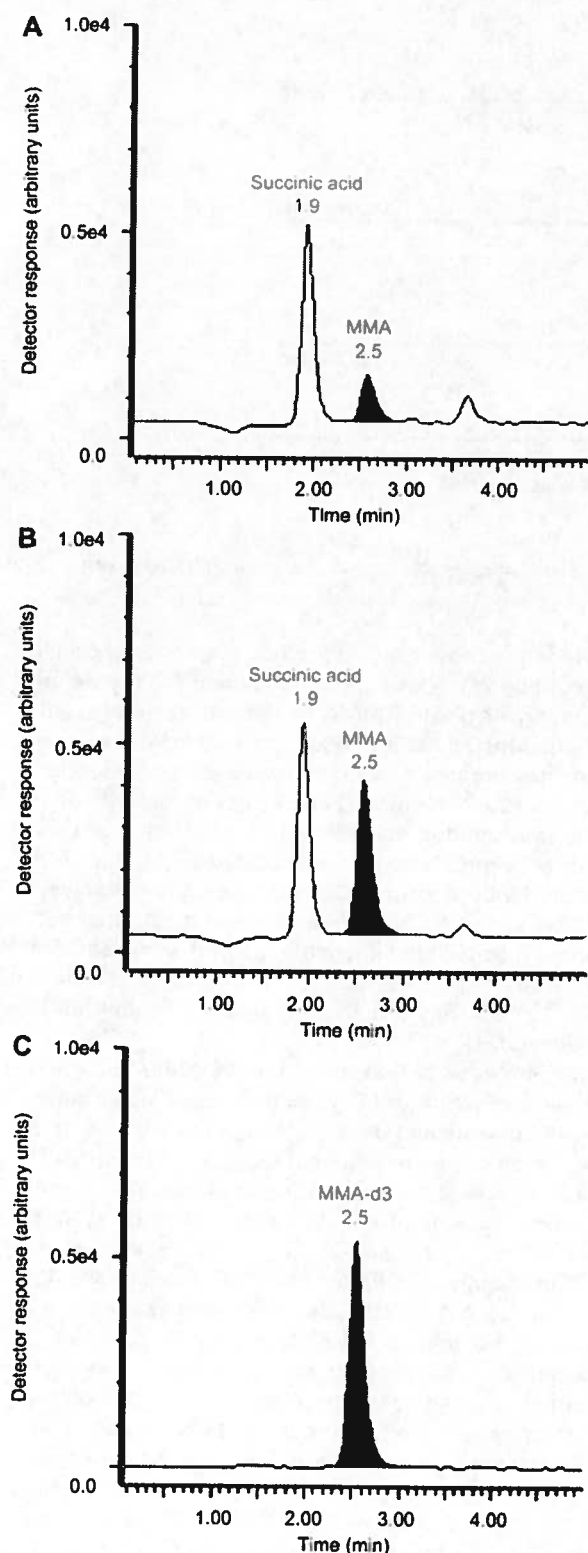 A
1.0e4
Detector response (arbitrary units)
Succinic acid
1.9
0.5e4
MMA
2.5
0.0
1.00 2.00 3.00 4.00
TIme (min)
B
1.0e4
Detector response (arbitrary units)
Succinic acid
1.9
MMA
0.5e4
2.5
0.0
1.00 2.00 3.00 4.00
Time (min)
C
1.0e4
Detector response (arbitrary units)
MMA-d3
2.5
0.5e4
0.0
1.00 2.00 3.00 4.00
Time (min)